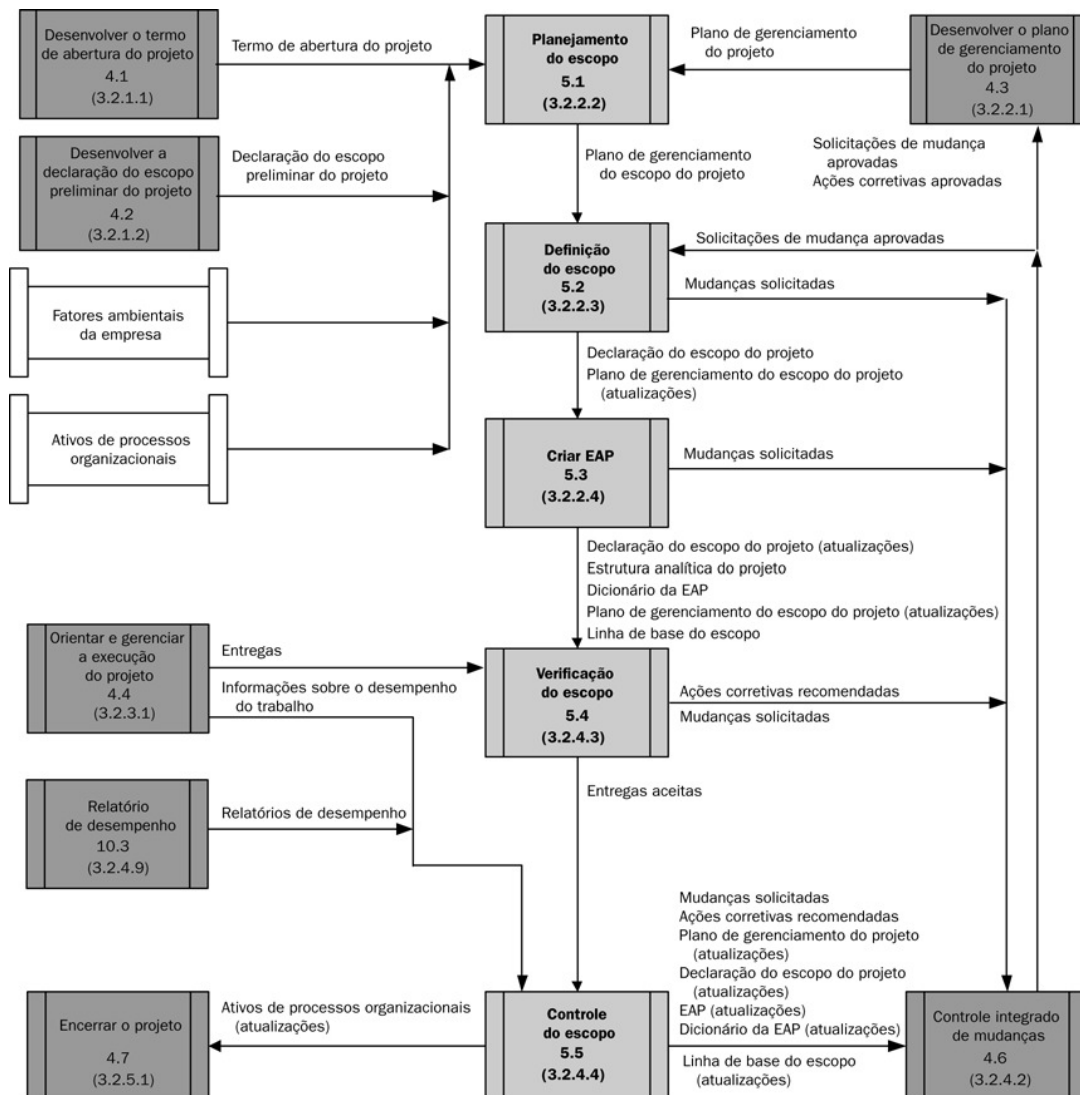 Desenvolver o termo
de abertura do projeto
4.1
(3.2.1.1)
Termo de abertura do projeto
Planejamento
do escopo
5.1
(3.2.2.2)
Plano de gerenciamento
do projeto
Desenvolver o plano
de gerenciamento
do projeto
4.3
(3.2.2.1)
Desenvolver a
declaração do escopo
preliminar do projeto
4.2
(3.2.1.2)
Declaração do escopo
preliminar do projeto
Plano de gerenciamento
do escopo do projeto
Solicitações de mudança
aprovadas
Ações corretivas aprovadas
Fatores ambientais
da empresa
Definição
do escopo
5.2
(3.2.2.3)
Solicitações de mudança aprovadas
Mudanças solicitadas
Declaração do escopo do projeto
Plano de gerenciamento do escopo do projeto
(atualizações)
Ativos de processos
organizacionais
Criar EAP
5.3
(3.2.2.4)
Mudanças solicitadas
Declaração do escopo do projeto (atualizações)
Estrutura analítica do projeto
Dicionário da EAP
Plano de gerenciamento do escopo do projeto (atualizações)
Linha de base do escopo
Orientar e gerenciar
a execução
do projeto
4.4
(3.2.3.1)
Entregas
Informações sobre o desempenho
do trabalho
Verificação
do escopo
5.4
(3.2.4.3)
Ações corretivas recomendadas
Mudanças solicitadas
Entregas aceitas
Relatório
de desempenho
10.3
(3.2.4.9)
Relatórios de desempenho
Mudanças solicitadas
Ações corretivas recomendadas
Plano de gerenciamento do projeto
(atualizações)
Declaração do escopo do projeto
(atualizações)
EAP (atualizações)
Dicionário da EAP (atualizações)
Linha de base do escopo
(atualizações)
Encerrar o projeto
4.7
(3.2.5.1)
Ativos de processos organizacionais
(atualizações)
Controle
do escopo
5.5
(3.2.4.4)
Controle integrado
de mudanças
4.6
(3.2.4.2)